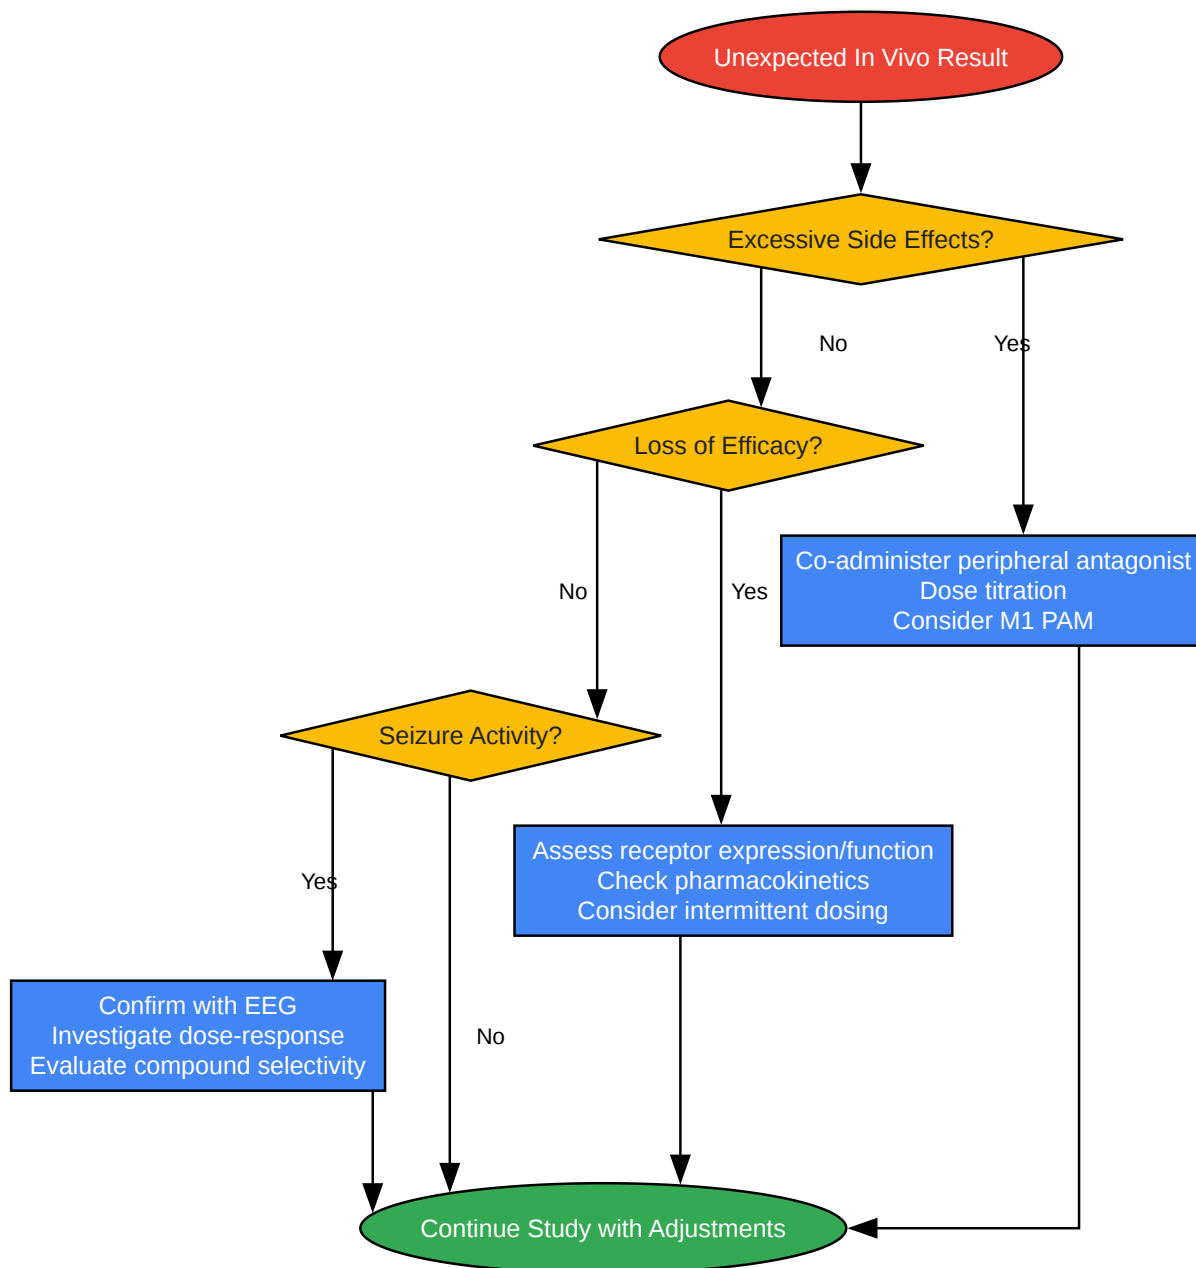 Unexpected In Vivo Result
Excessive Side Effects?
No
Yes
Loss of Efficacy?
Co-administer peripheral antagonist
Dose titration
Consider M1 PAM
No
Yes
Seizure Activity?
Assess receptor expression/function
Check pharmacokinetics
Consider intermittent dosing
Yes
Confirm with EEG
Investigate dose-response
Evaluate compound selectivity
No
Continue Study with Adjustments